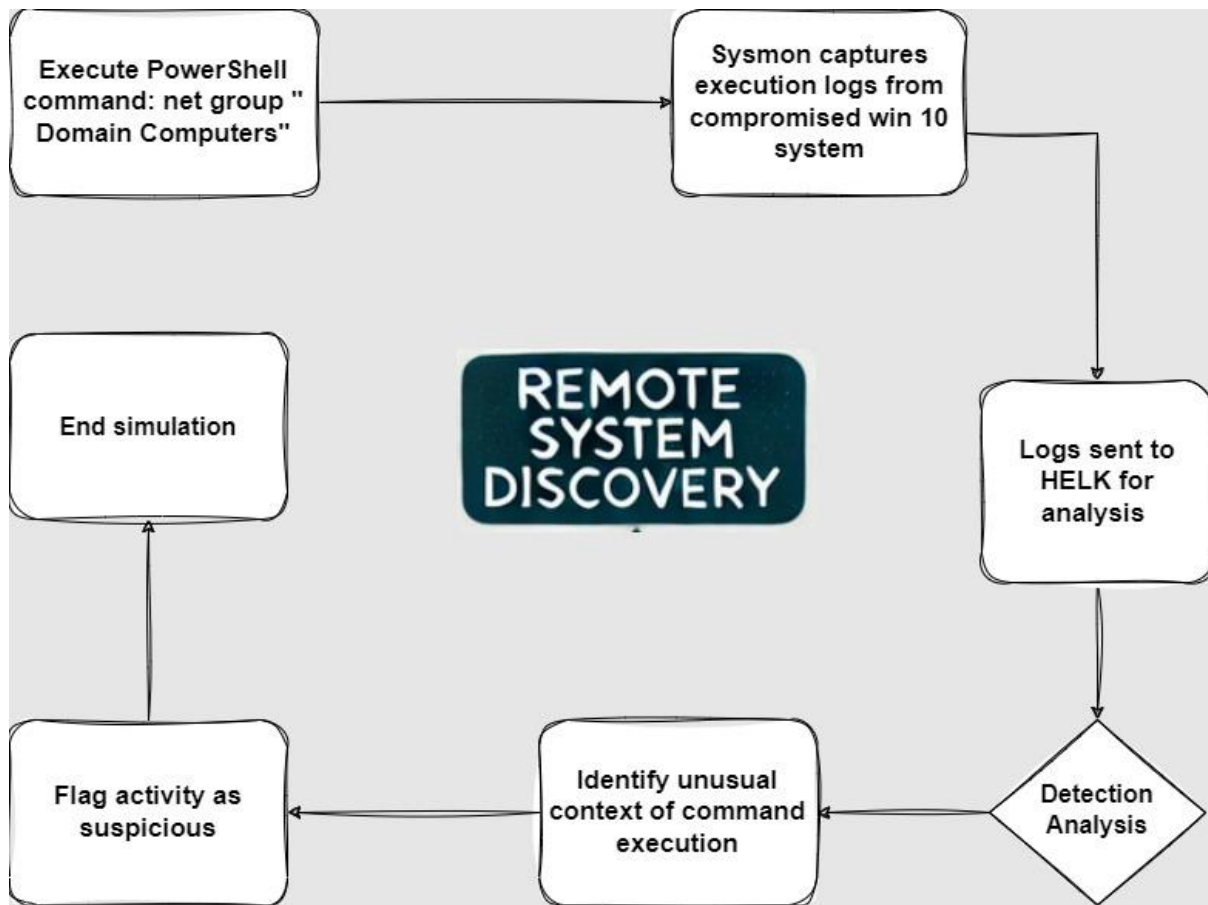 Execute PowerShell
command: net group "
Domain Computers"
Sysmon captures
execution logs from
compromised win 10
system
Logs sent to
HELK for
analysis
Detection
Analysis
Identify unusual
context of command
execution
Flag activity as
suspicious
End simulation
REMOTE
SYSTEM
DISCOVERY